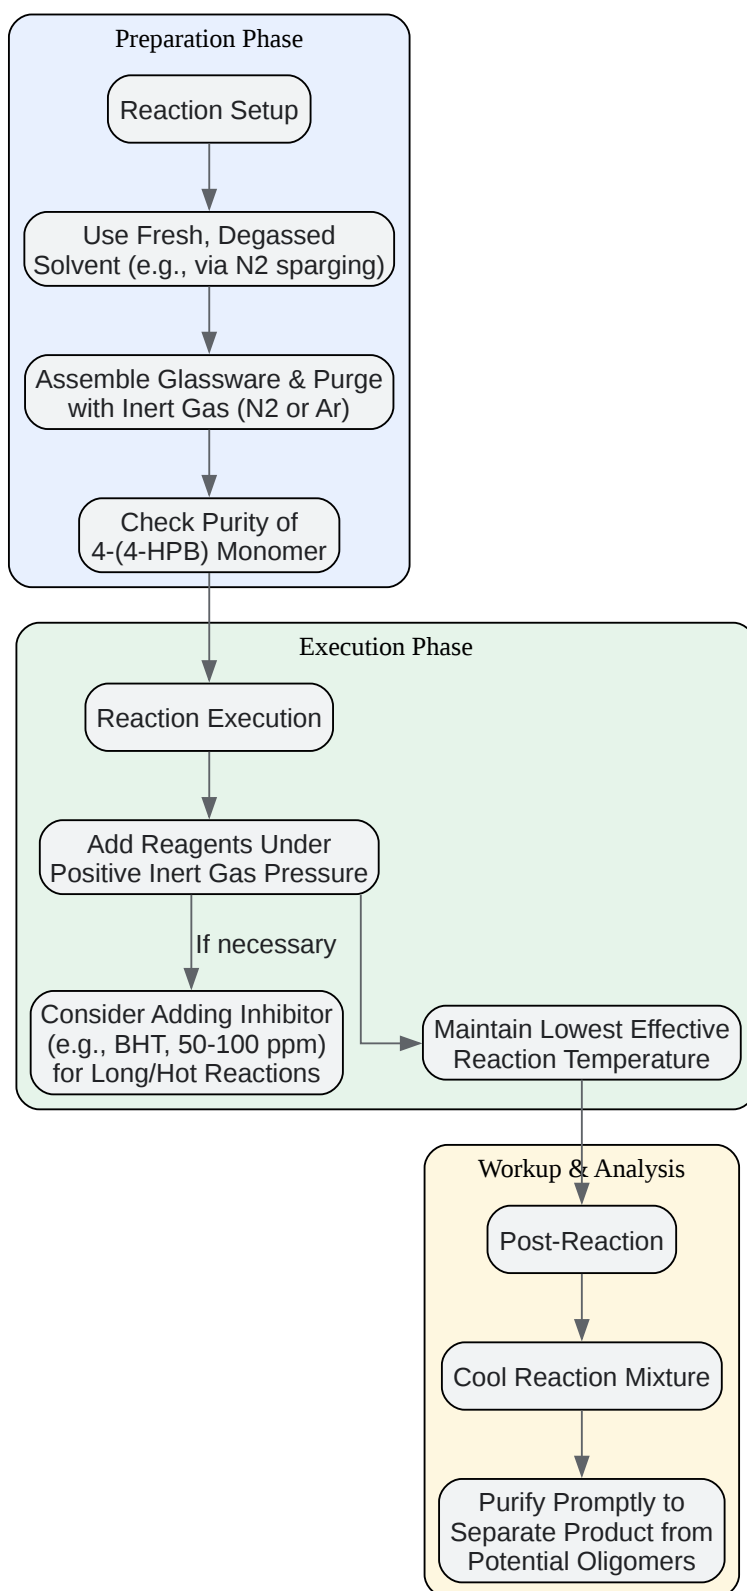 Preparation Phase
Reaction Setup
Use Fresh, Degassed
Solvent (e.g., via N2 sparging)
Assemble Glassware & Purge
with Inert Gas (N2 or Ar)
Check Purity of
4-(4-HPB) Monomer
Execution Phase
Reaction Execution
Add Reagents Under
Positive Inert Gas Pressure
If necessary
Consider Adding Inhibitor
(e.g., BHT, 50-100 ppm)
for Long/Hot Reactions
Maintain Lowest Effective
Reaction Temperature
Workup & Analysis
Post-Reaction
Cool Reaction Mixture
Purify Promptly to
Separate Product from
Potential Oligomers